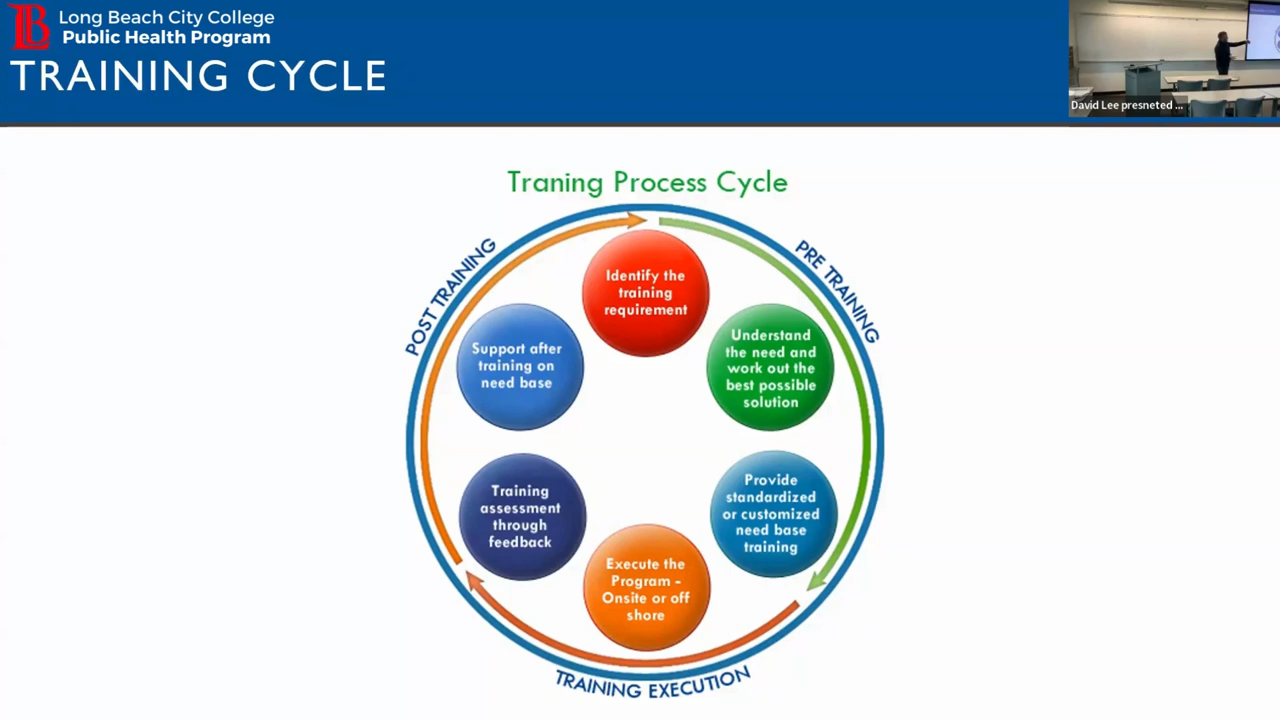 Long Beach City College
Public Health Program
TRAINING CYCLE
David Lee presneted ...
Traning Process Cycle
PRE TRAINING
POST TRAINING
TRAINING EXECUTION
Identify the
training
requirement
Understand
the need and
work out the
best possible
solution
Provide
standardized
or customized
need base
training
Execute the
Program -
Onsite or off
shore
Training
assessment
through
feedback
Support after
training on
need base